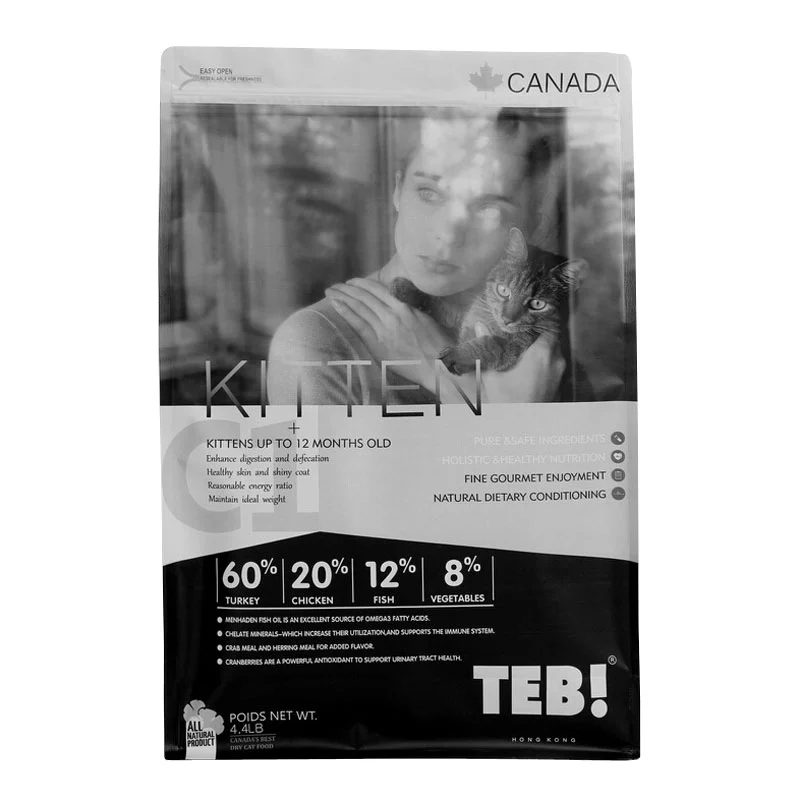 EASY OPEN
RESEALABLE FOR FRESHNESS
CANADA
KITTEN
+
C1
KITTENS UP TO 12 MONTHS OLD
Enhance digestion and defecation
Healthy skin and shiny coat
Reasonable energy ratio
Maintain ideal weight
PURE &SAFE INGREDIENTS
HOLISTIC &HEALTHY NUTRITION
FINE GOURMET ENJOYMENT
NATURAL DIETARY CONDITIONING
60% 20% 12% 8%
TURKEY CHICKEN FISH VEGETABLES
MENHADEN FISH OIL IS AN EXCELLENT SOURCE OF OMEGA3 FATTY ACIDS.
CHELATE MINERALS—WHICH INCREASE THEIR UTILIZATION,AND SUPPORTS THE IMMUNE SYSTEM.
CRAB MEAL AND HERRING MEAL FOR ADDED FLAVOR.
CRANBERRIES ARE A POWERFUL ANTIOXIDANT TO SUPPORT URINARY TRACT HEALTH.
TEB!®
HONG KONG
ALL
NATURAL
PRODUCT
POIDS NET WT.
4.4LB
CANADA'S BEST
DRY CAT FOOD